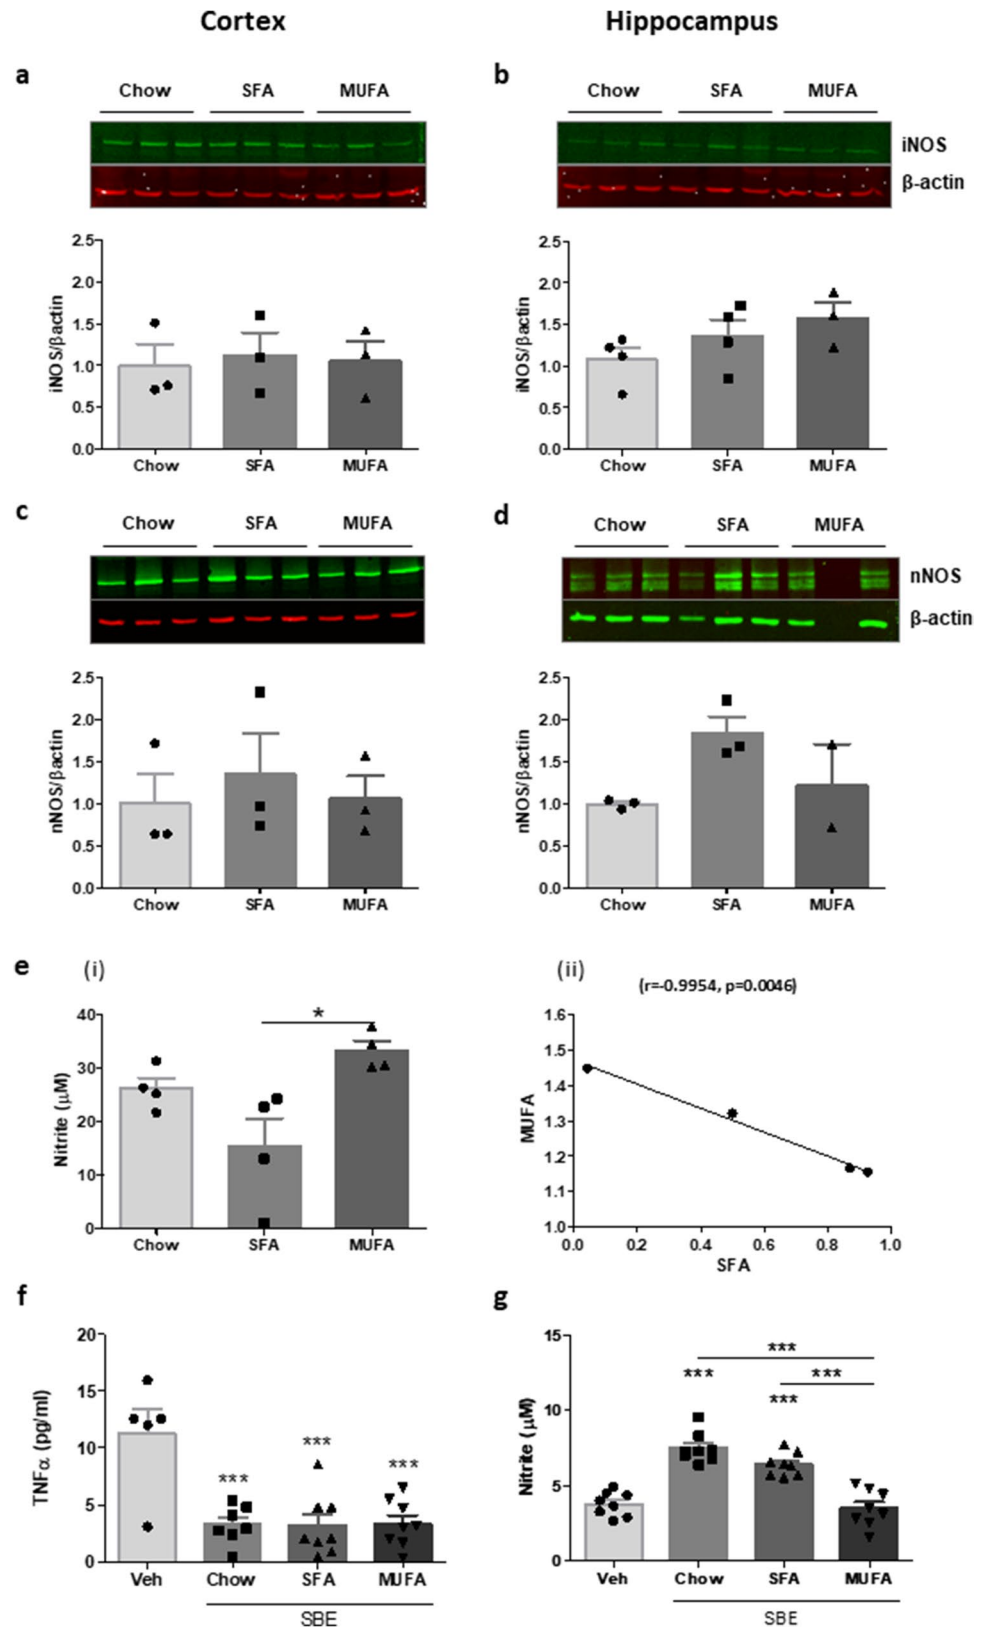 Cortex Hippocampus
a b
Chow SFA MUFA Chow SFA MUFA
iNOS
β-actin
2.5 2.5
2.0 2.0
1.5 1.5
1.0 1.0
0.5 0.5
0.0 0.0
iNOS/βactin iNOS/βactin
Chow SFA MUFA Chow SFA MUFA
c d
Chow SFA MUFA Chow SFA MUFA
nNOS
β-actin
2.5 2.5
2.0 2.0
1.5 1.5
1.0 1.0
0.5 0.5
0.0 0.0
nNOS/βactin nNOS/βactin
Chow SFA MUFA Chow SFA MUFA
e (i) (ii)
(r=-0.9954, p=0.0046)
*
40
30
20
10
0
Nitrite (μM)
Chow SFA MUFA
1.6
1.5
1.4
1.3
1.2
1.1
1.0
MUFA
0.0 0.2 0.4 0.6 0.8 1.0
SFA
f g
20
15
10
5
0
TNFα (pg/ml)
*** *** ***
Veh Chow SFA MUFA
SBE
15
10
5
0
Nitrite (μM)
***
*** ***
***
Veh Chow SFA MUFA
SBE